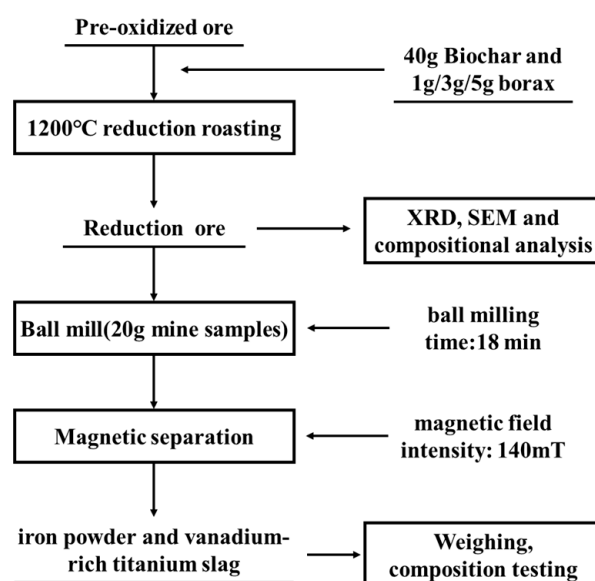 Pre-oxidized ore
40g Biochar and
1g/3g/5g borax
1200°C reduction roasting
Reduction ore
XRD, SEM and
compositional analysis
Ball mill(20g mine samples)
ball milling
time:18 min
Magnetic separation
magnetic field
intensity: 140mT
iron powder and vanadium-
rich titanium slag
Weighing,
composition testing